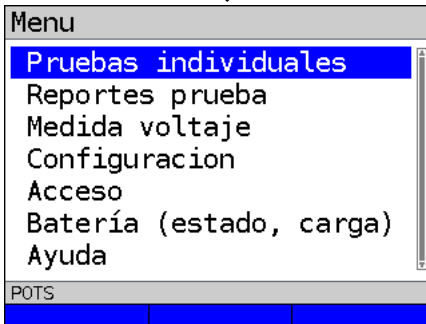 Menu
Pruebas individuales
Reportes prueba
Medida voltaje
Configuracion
Acceso
Batería (estado, carga)
Ayuda
POTS